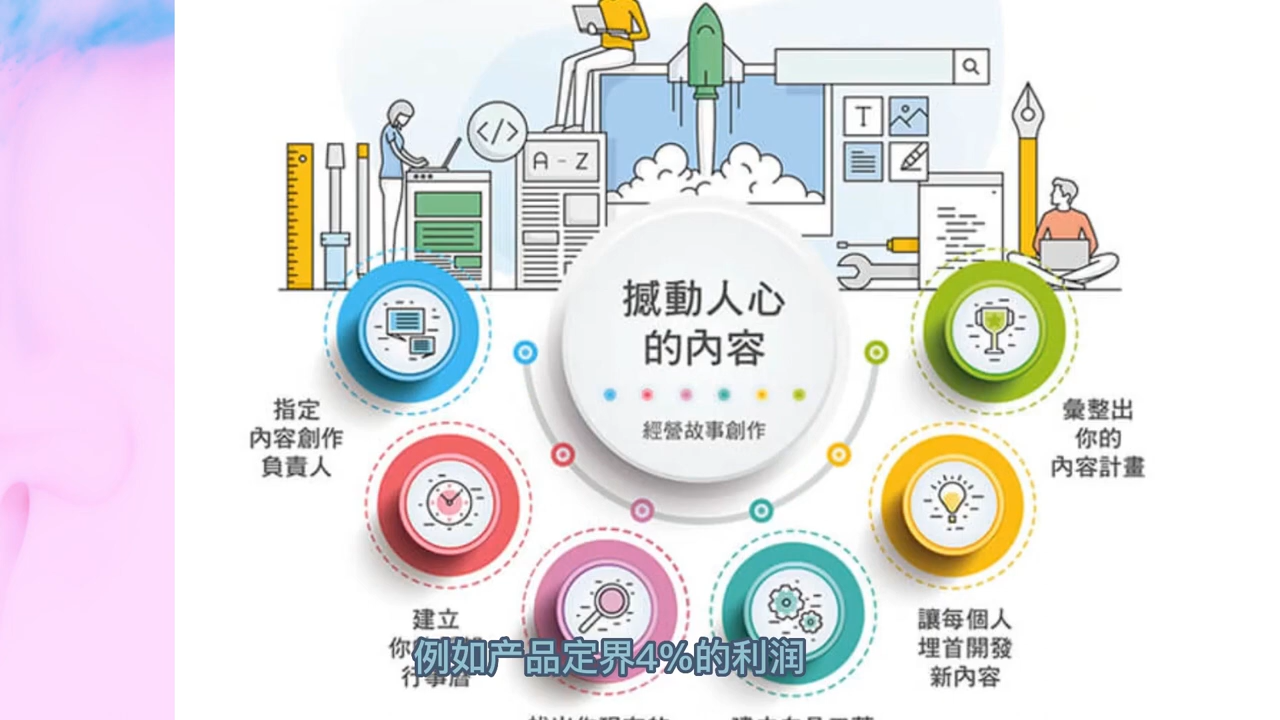 </>
A - Z
T
撼動人心
的內容
經營故事創作
指定
內容創作
負責人
彙整出
你的
內容計畫
建立
你
行事曆
讓每個人
埋首開發
新內容
例如产品定界4%的利润